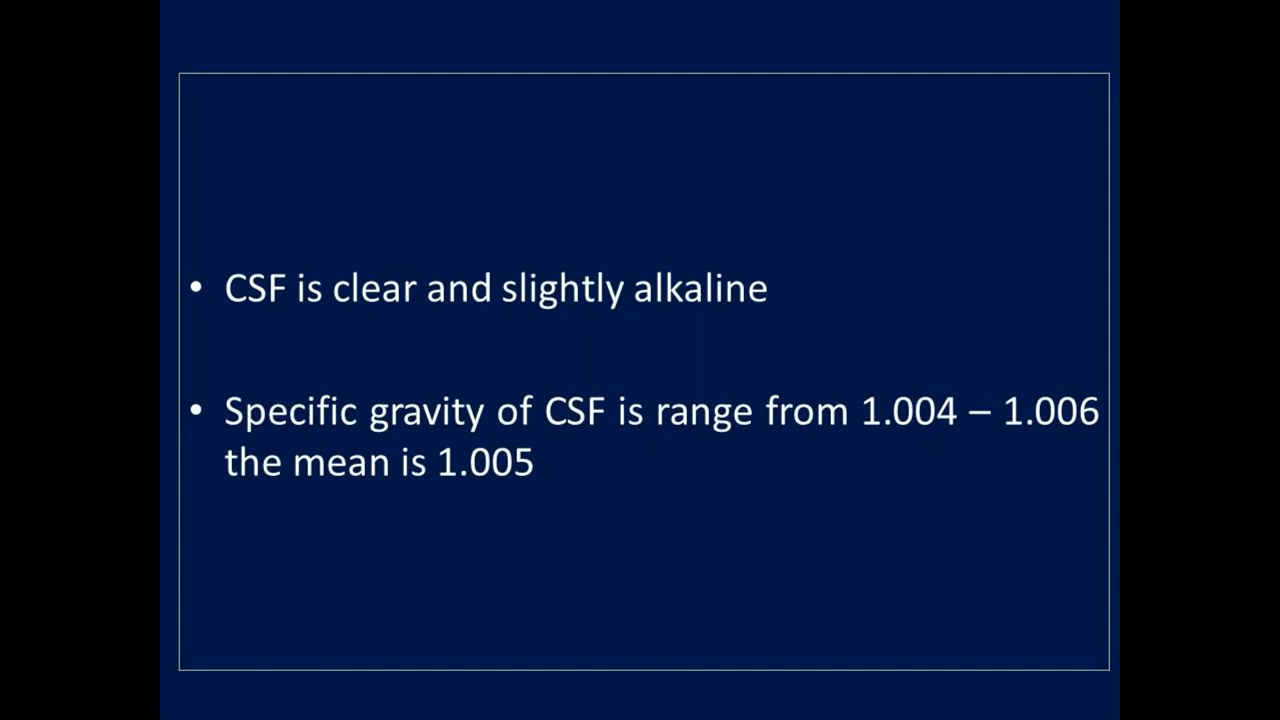 • CSF is clear and slightly alkaline
• Specific gravity of CSF is range from 1.004 – 1.006
the mean is 1.005